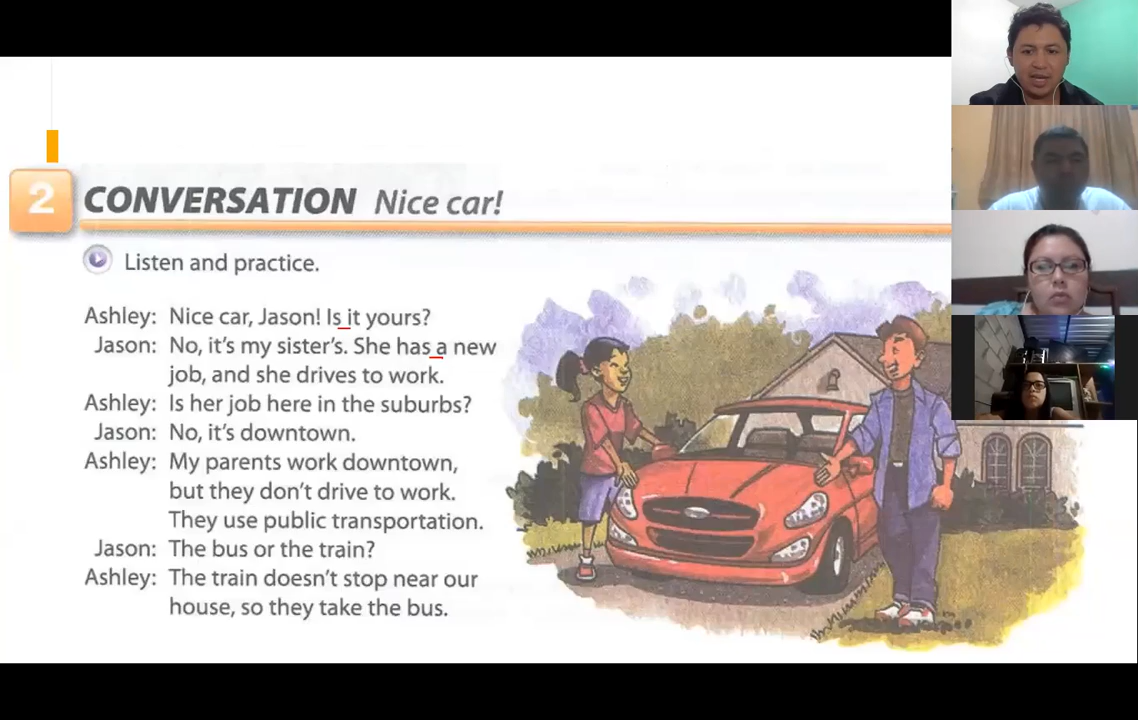 2 CONVERSATION Nice car!
Listen and practice.
Ashley: Nice car, Jason! Is it yours?
Jason: No, it's my sister's. She has a new
job, and she drives to work.
Ashley: Is her job here in the suburbs?
Jason: No, it's downtown.
Ashley: My parents work downtown,
but they don't drive to work.
They use public transportation.
Jason: The bus or the train?
Ashley: The train doesn't stop near our
house, so they take the bus.